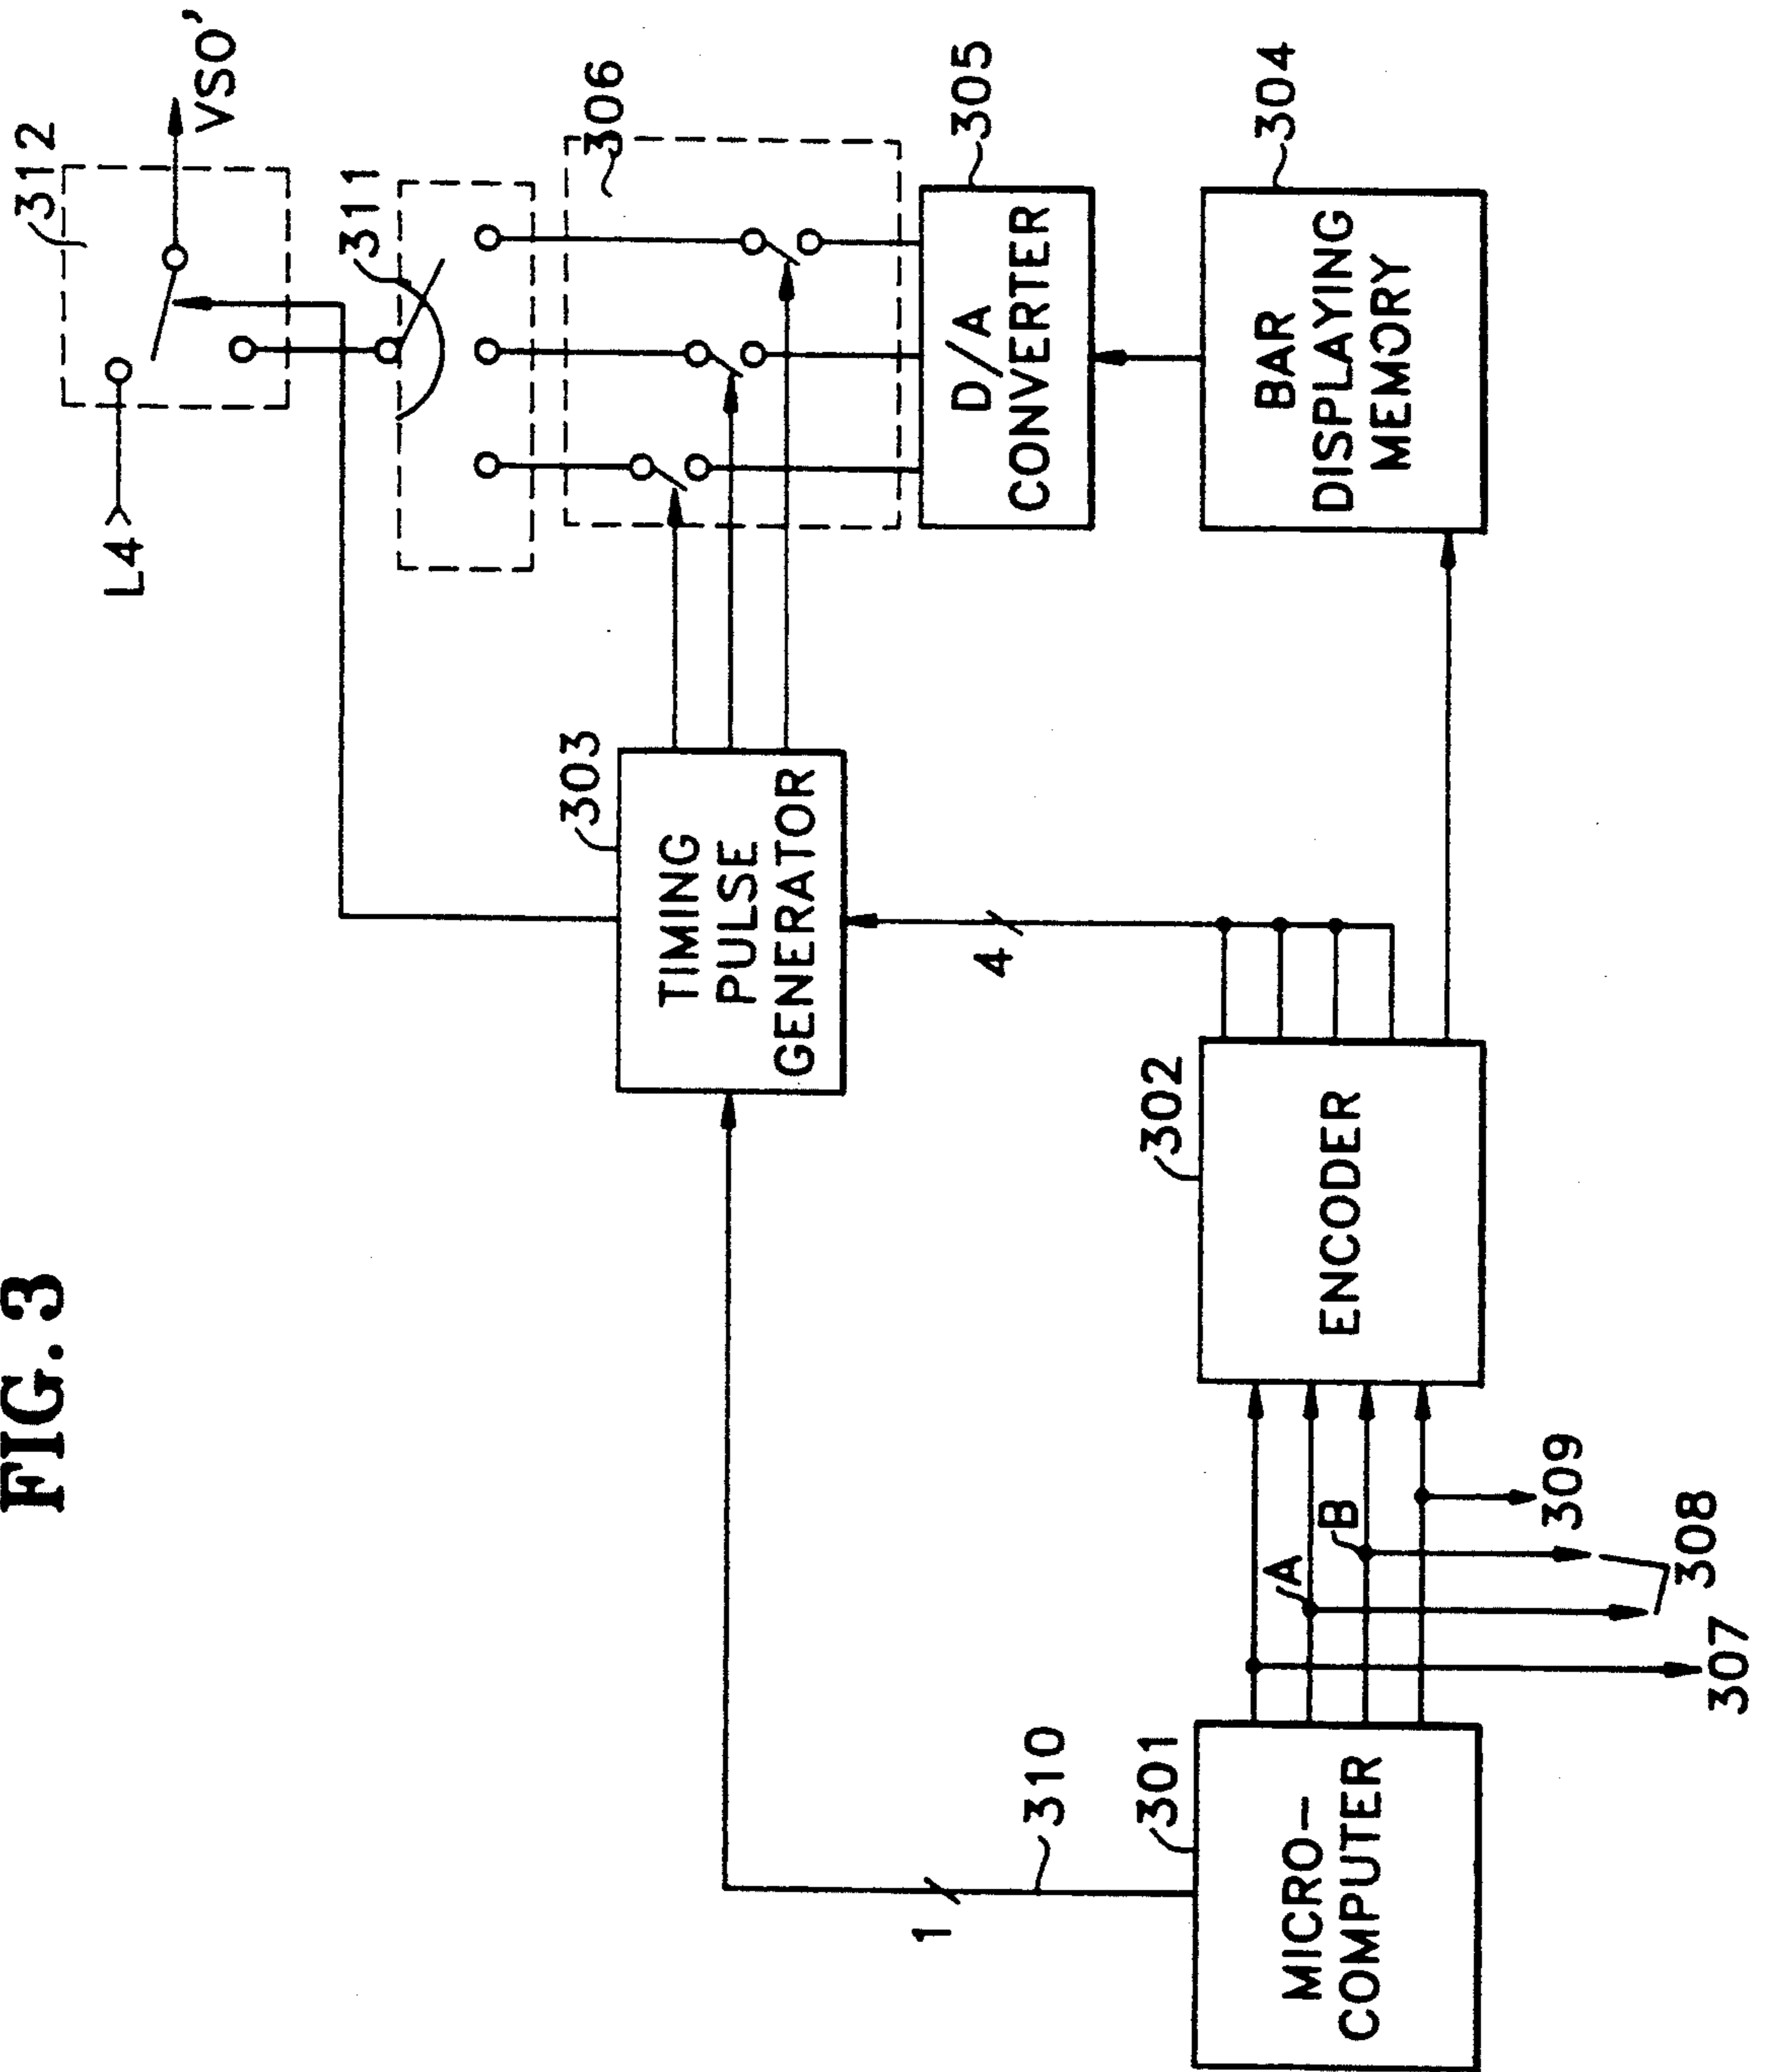 FIG. 3
312
VSO'
L4
311
306
303
TIMING
PULSE
GENERATOR
305
D/A
CONVERTER
4
304
BAR
DISPLAYING
MEMORY
302
ENCODER
1
310
301
MICRO-
COMPUTER
A
B
309
308
307